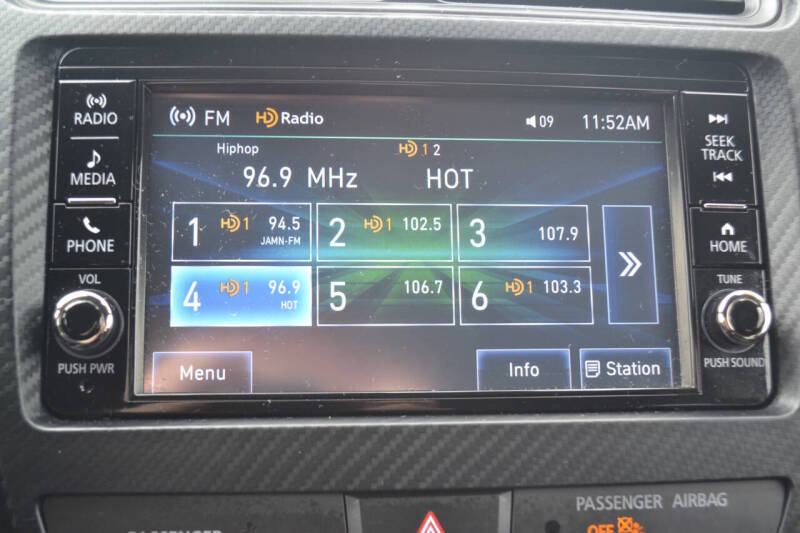 RADIO
MEDIA
PHONE
VOL
PUSH PWR
FM HD Radio 09 11:52AM
Hiphop HD 1 2
96.9 MHz HOT
1 HD 1 94.5
JAMN-FM
2 HD 1 102.5
3 107.9
4 HD 1 96.9
HOT
5 106.7
6 HD 1 103.3
Menu Info Station
SEEK
TRACK
HOME
TUNE
PUSH SOUND
PASSENGER
PASSENGER AIRBAG
OFF